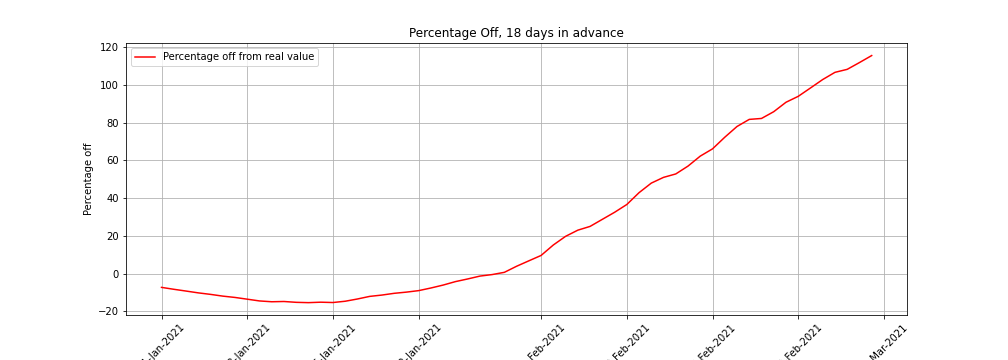 Percentage Off, 18 days in advance
Percentage off from real value
120
100
80
60
40
20
0
−20
Percentage off
-Jan-2021
-Jan-2021
-Jan-2021
-Jan-2021
Feb-2021
-Feb-2021
-Feb-2021
-Feb-2021
Mar-2021